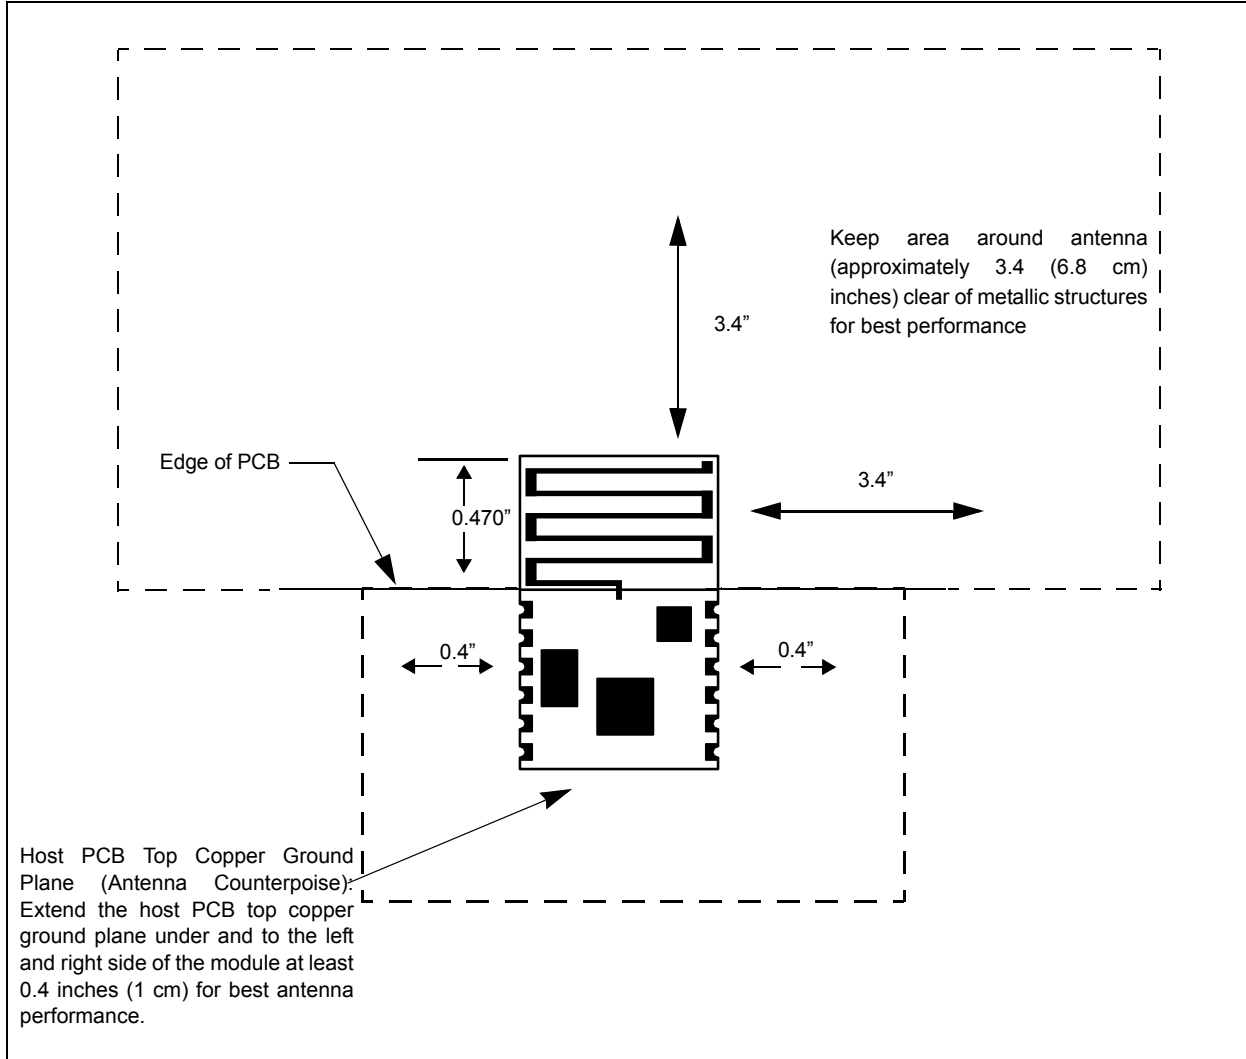 Keep area around antenna
(approximately 3.4 (6.8 cm)
inches) clear of metallic structures
for best performance
3.4”
Edge of PCB
3.4”
0.470”
0.4”
0.4”
Host PCB Top Copper Ground
Plane (Antenna Counterpoise):
Extend the host PCB top copper
ground plane under and to the left
and right side of the module at least
0.4 inches (1 cm) for best antenna
performance.